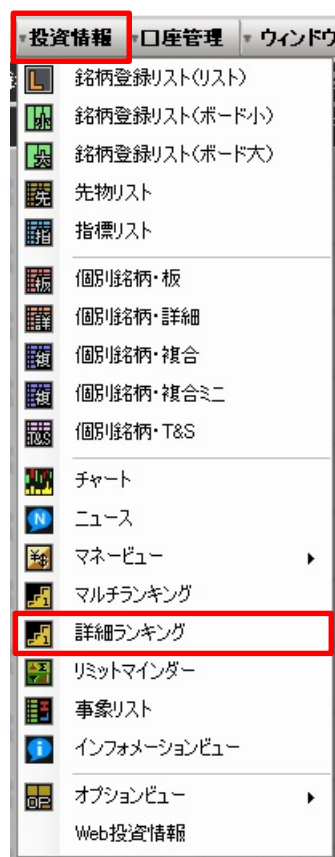 投資情報 口座管理 ウィンドウ
銘柄登録リスト(リスト)
銘柄登録リスト(ボード小)
銘柄登録リスト(ボード大)
先物リスト
指標リスト
個別銘柄・板
個別銘柄・詳細
個別銘柄・複合
個別銘柄・複合ミニ
個別銘柄・T&S
チャート
ニュース
マネービュー
マルチランキング
詳細ランキング
リミットマインダー
事象リスト
インフォメーションビュー
オプションビュー
Web投資情報